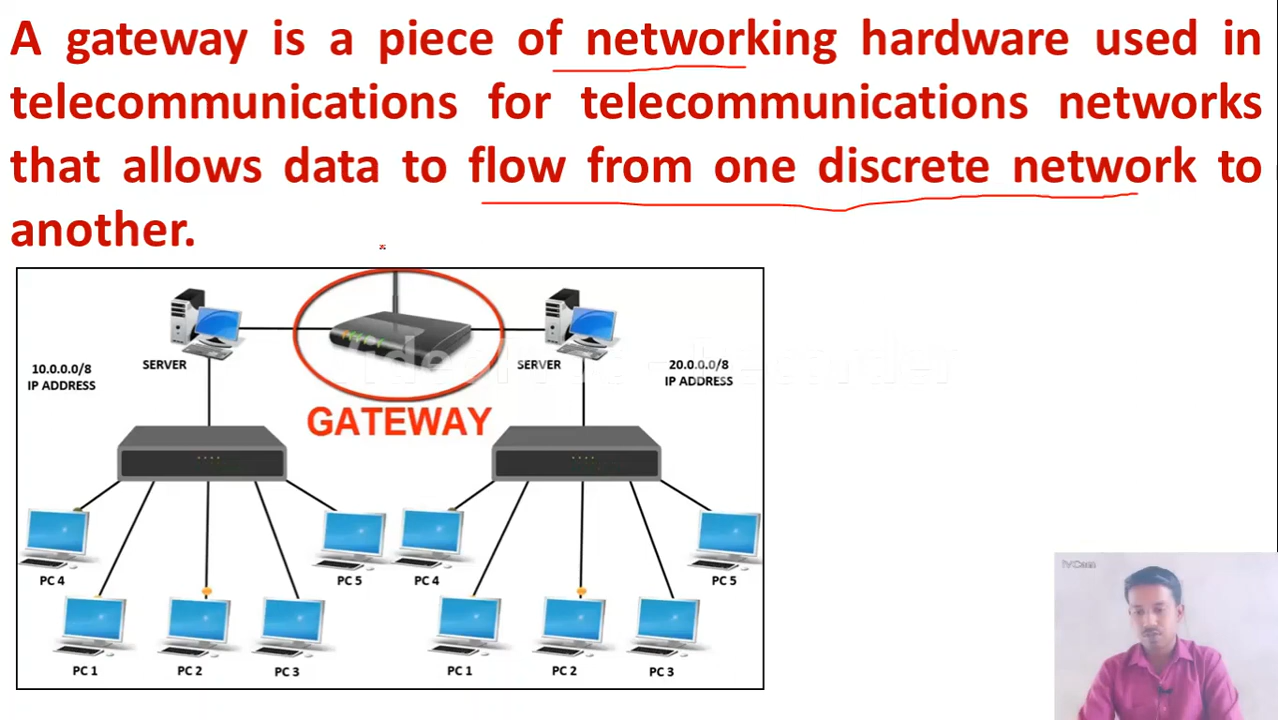 A gateway is a piece of networking hardware used in
telecommunications for telecommunications networks
that allows data to flow from one discrete network to
another.
SERVER
SERVER
10.0.0.0/8
IP ADDRESS
20.0.0.0/8
IP ADDRESS
GATEWAY
PC 4
PC 5
PC 4
PC 5
PC 1
PC 2
PC 3
PC 1
PC 2
PC 3
iVCam